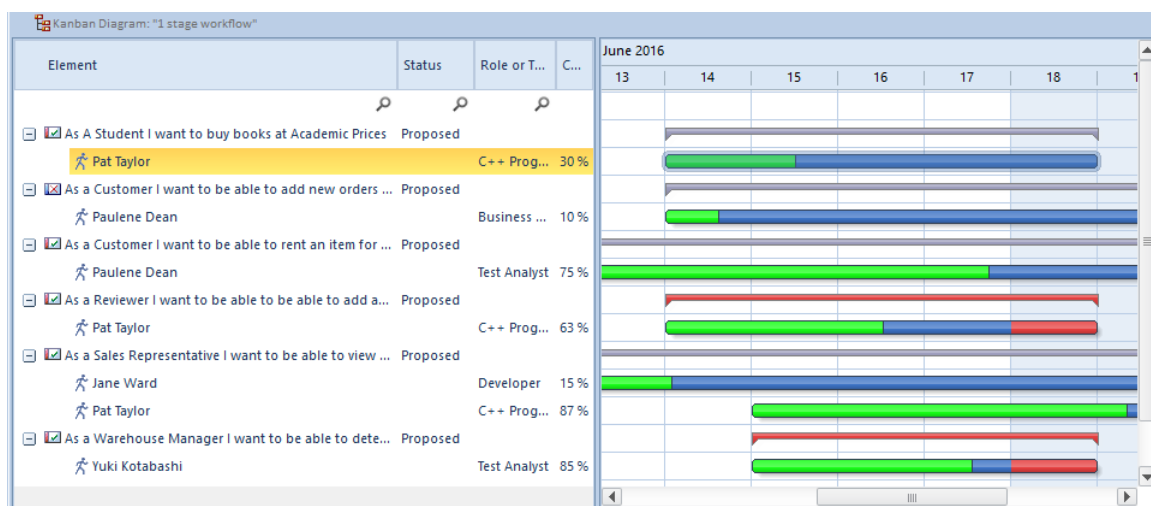 Kanban Diagram: "1 stage workflow"
Element Status Role or T... C... June 2016
13 14 15 16 17 18 1
As A Student I want to buy books at Academic Prices Proposed
Pat Taylor C++ Prog... 30 %
As a Customer I want to be able to add new orders ... Proposed
Paulene Dean Business ... 10 %
As a Customer I want to be able to rent an item for ... Proposed
Paulene Dean Test Analyst 75 %
As a Reviewer I want to be able to be able to add a... Proposed
Pat Taylor C++ Prog... 63 %
As a Sales Representative I want to be able to view ... Proposed
Jane Ward Developer 15 %
Pat Taylor C++ Prog... 87 %
As a Warehouse Manager I want to be able to dete... Proposed
Yuki Kotabashi Test Analyst 85 %